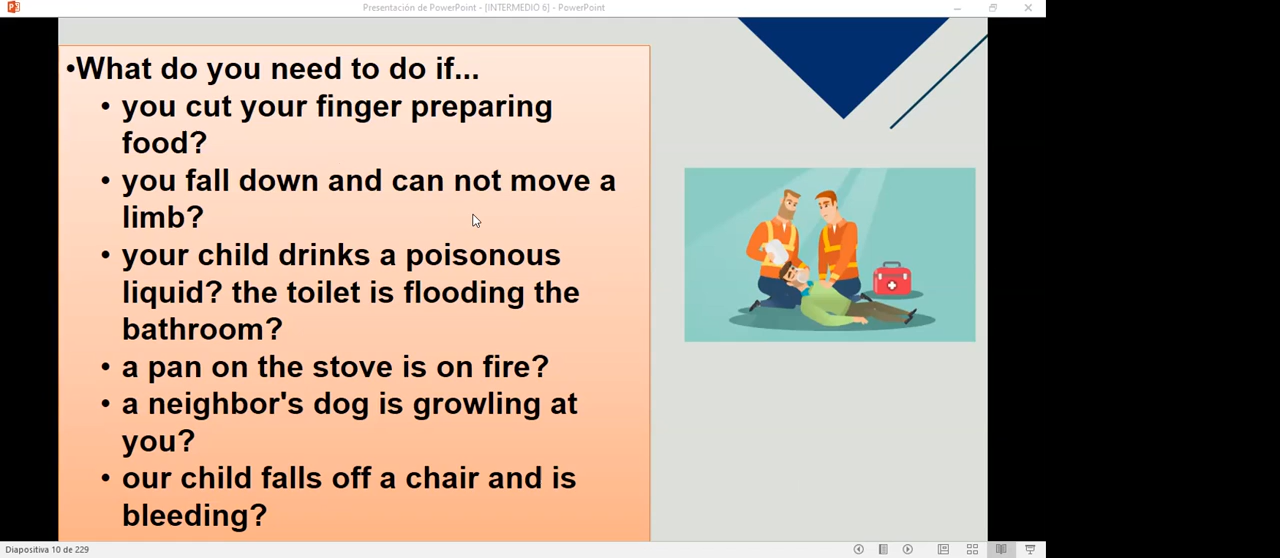 Presentación de PowerPoint - [INTERMEDIO 6] - PowerPoint
•What do you need to do if...
• you cut your finger preparing
food?
• you fall down and can not move a
limb?
• your child drinks a poisonous
liquid? the toilet is flooding the
bathroom?
• a pan on the stove is on fire?
• a neighbor's dog is growling at
you?
• our child falls off a chair and is
bleeding?
Diapositiva 10 de 229